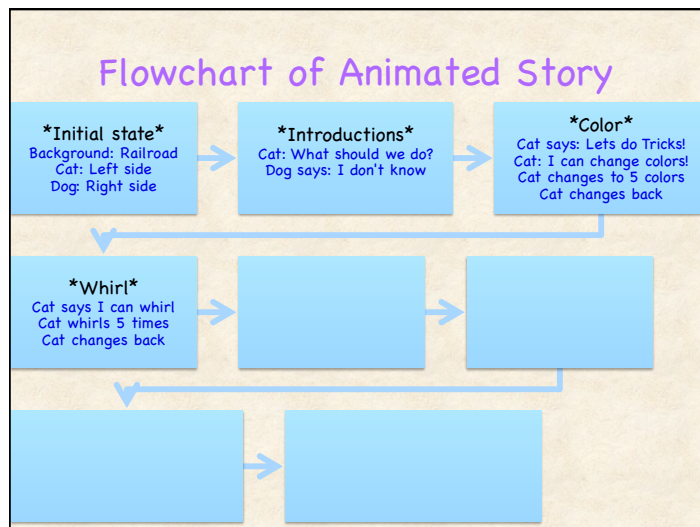 Flowchart of Animated Story
*Initial state*
Background: Railroad
Cat: Left side
Dog: Right side
*Introductions*
Cat: What should we do?
Dog says: I don't know
*Color*
Cat says: Lets do Tricks!
Cat: I can change colors!
Cat changes to 5 colors
Cat changes back
*Whirl*
Cat says I can whirl
Cat whirls 5 times
Cat changes back